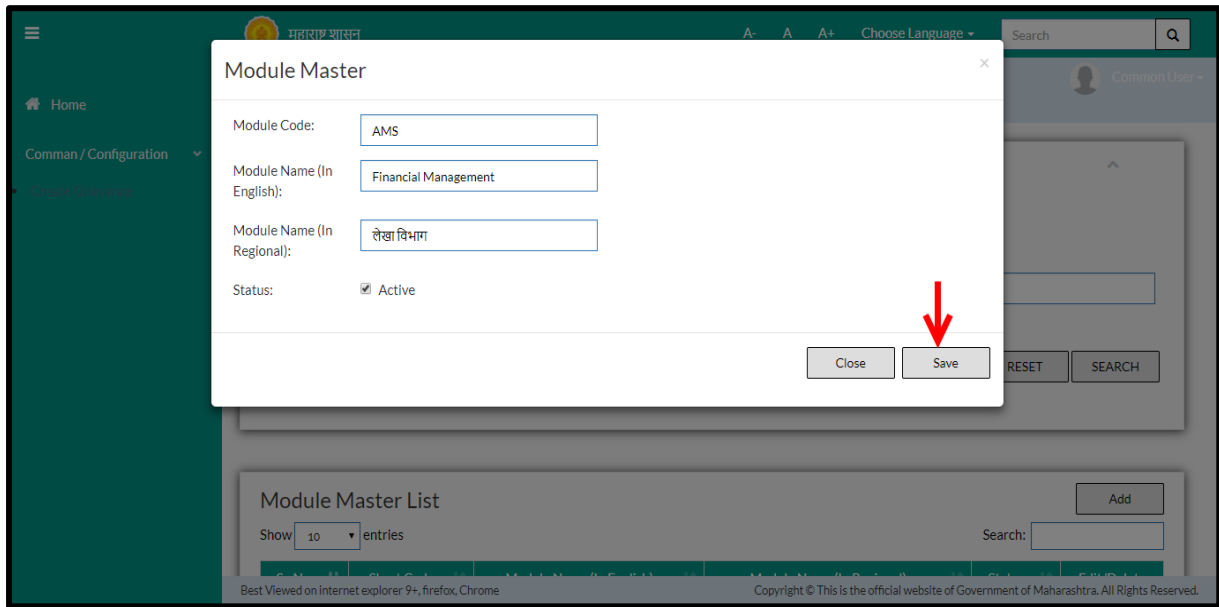 महाराष्ट्र शासन A- A A+ Choose Language Search
Module Master ×
Common User
Home
Comman / Configuration
Module Code: AMS
Module Name (In English): Financial Management
Module Name (In Regional): लेखा विभाग
Status: Active
Close Save
RESET SEARCH
Module Master List Add
Show 10 entries Search:
Best Viewed on internet explorer 9+, firefox, Chrome Copyright © This is the official website of Government of Maharashtra. All Rights Reserved.